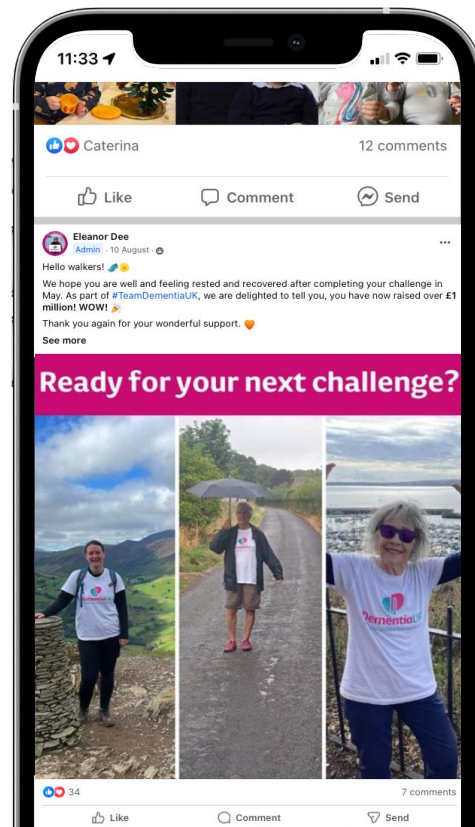 11:33
Caterina
12 comments
Like
Comment
Send
Eleanor Dee
Admin · 10 August ·
Hello walkers!
We hope you are well and feeling rested and recovered after completing your challenge in
May. As part of #TeamDementiaUK, we are delighted to tell you, you have now raised over £1
million! WOW! 🎉
Thank you again for your wonderful support. 🧡
See more
Ready for your next challenge?
DementiaUK
34
7 comments
Like
Comment
Send